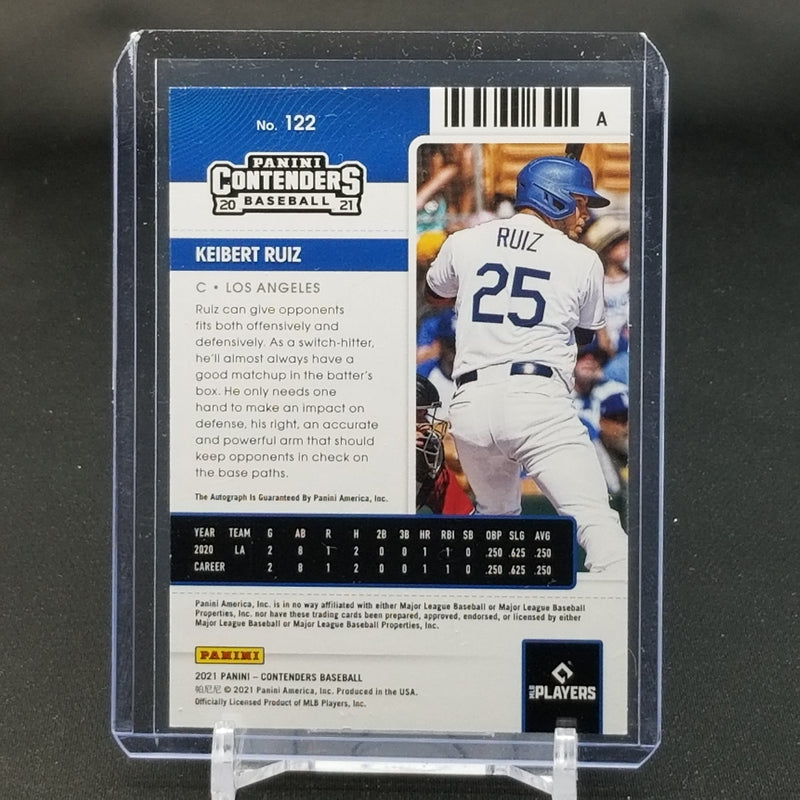 No. 122
A
PANINI
CONTENDERS
20 BASEBALL 21
KEIBERT RUIZ
C • LOS ANGELES
Ruiz can give opponents
fits both offensively and
defensively. As a switch-hitter,
he'll almost always have a
good matchup in the batter's
box. He only needs one
hand to make an impact on
defense, his right, an accurate
and powerful arm that should
keep opponents in check on
the base paths.
The Autograph Is Guaranteed By Panini America, Inc.
RUIZ
25
YEAR TEAM G AB R H 2B 3B HR RBI SB OBP SLG AVG
2020 LA 2 8 1 2 0 0 1 1 0 .250 .625 .250
CAREER 2 8 1 2 0 0 1 1 0 .250 .625 .250
Panini America, Inc. is in no way affiliated with either Major League Baseball or Major League Baseball
Properties, Inc. nor have these trading cards been prepared, approved, endorsed, or licensed by either
Major League Baseball or Major League Baseball Properties, Inc.
PANINI
2021 PANINI – CONTENDERS BASEBALL
帕尼尼 © 2021 Panini America, Inc. Produced in the USA.
Officially Licensed Product of MLB Players, Inc.
MLB PLAYERS